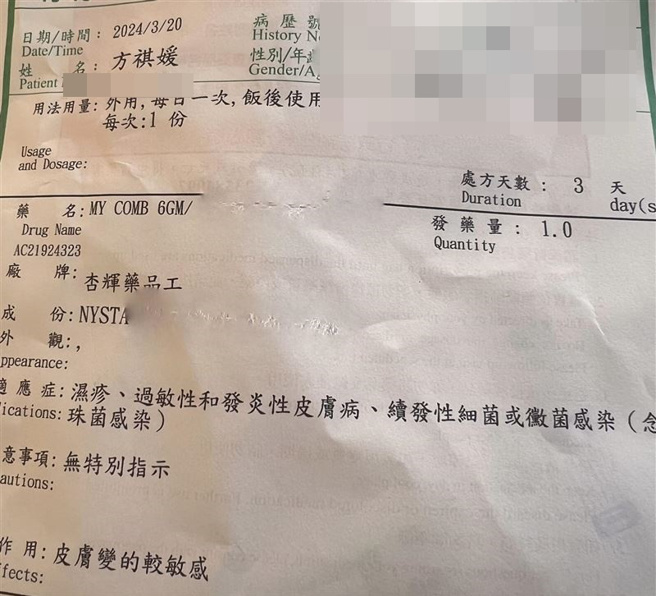 日期/時間: 2024/3/20 病歷號
Date/Time History N
姓 名: 方祺媛 性別/年齡
Patient Gender/Ag
用法用量: 外用, 每日一次, 飯後使用
每次:1 份
Usage
and Dosage:
處方天數: 3 天
Duration day(s
藥 名: MY COMB 6GM/ 發藥量: 1.0
Drug Name Quantity
AC21924323
廠 牌: 杏輝藥品工
成 份: NYSTA
外 觀: ,
ppearance:
應症: 濕疹、過敏性和發炎性皮膚病、續發性細菌或黴菌感染(念
ications: 珠菌感染)
意事項: 無特別指示
autions:
作用: 皮膚變的較敏感
fects: